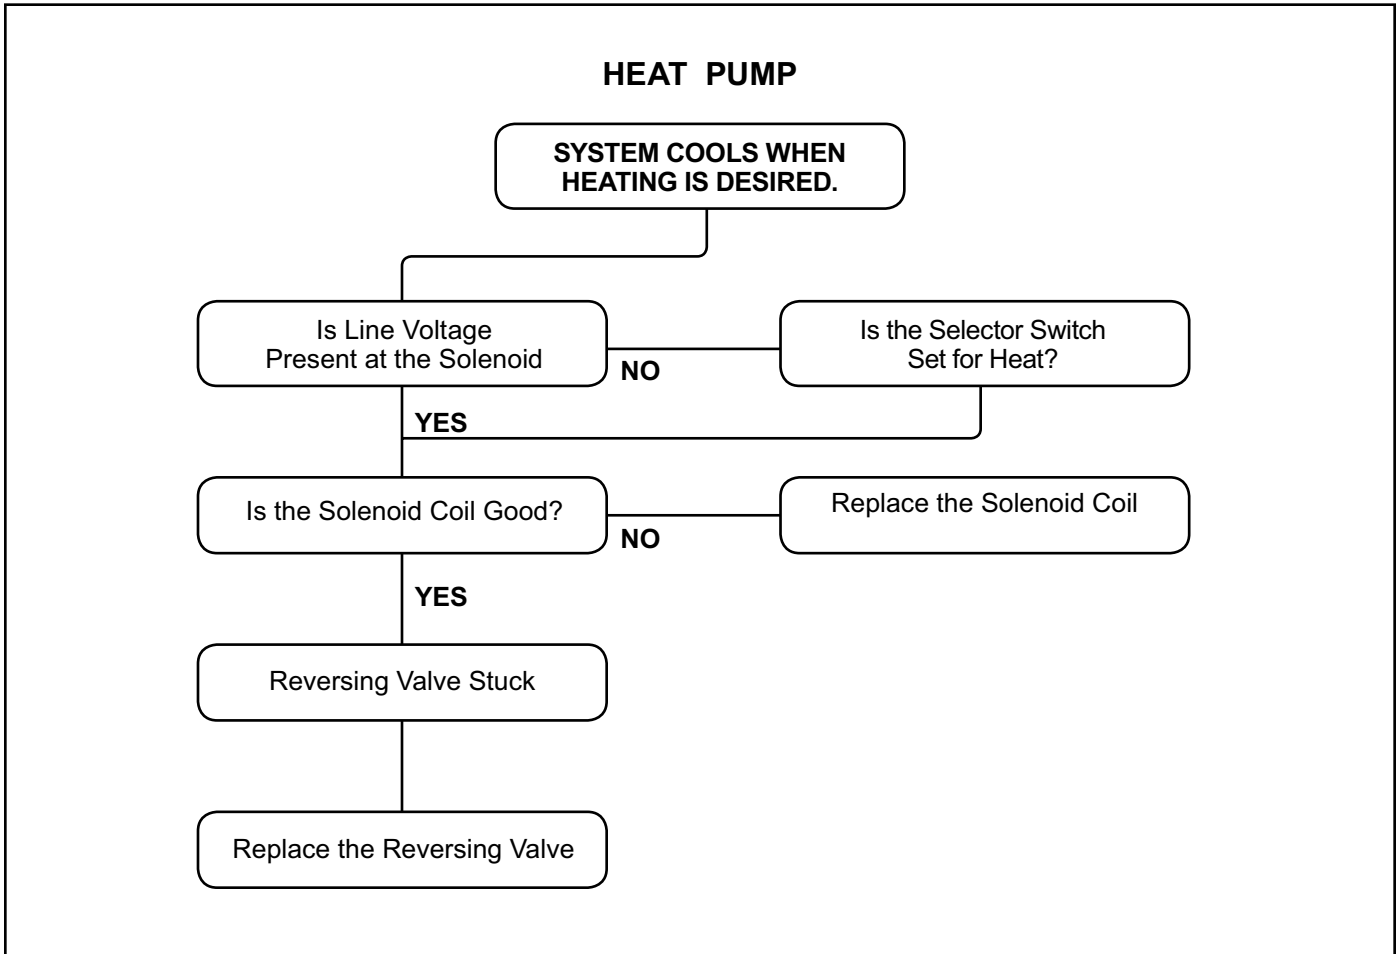 HEAT PUMP
SYSTEM COOLS WHEN
HEATING IS DESIRED.
Is Line Voltage
Present at the Solenoid
NO
Is the Selector Switch
Set for Heat?
YES
Is the Solenoid Coil Good?
NO
Replace the Solenoid Coil
YES
Reversing Valve Stuck
Replace the Reversing Valve